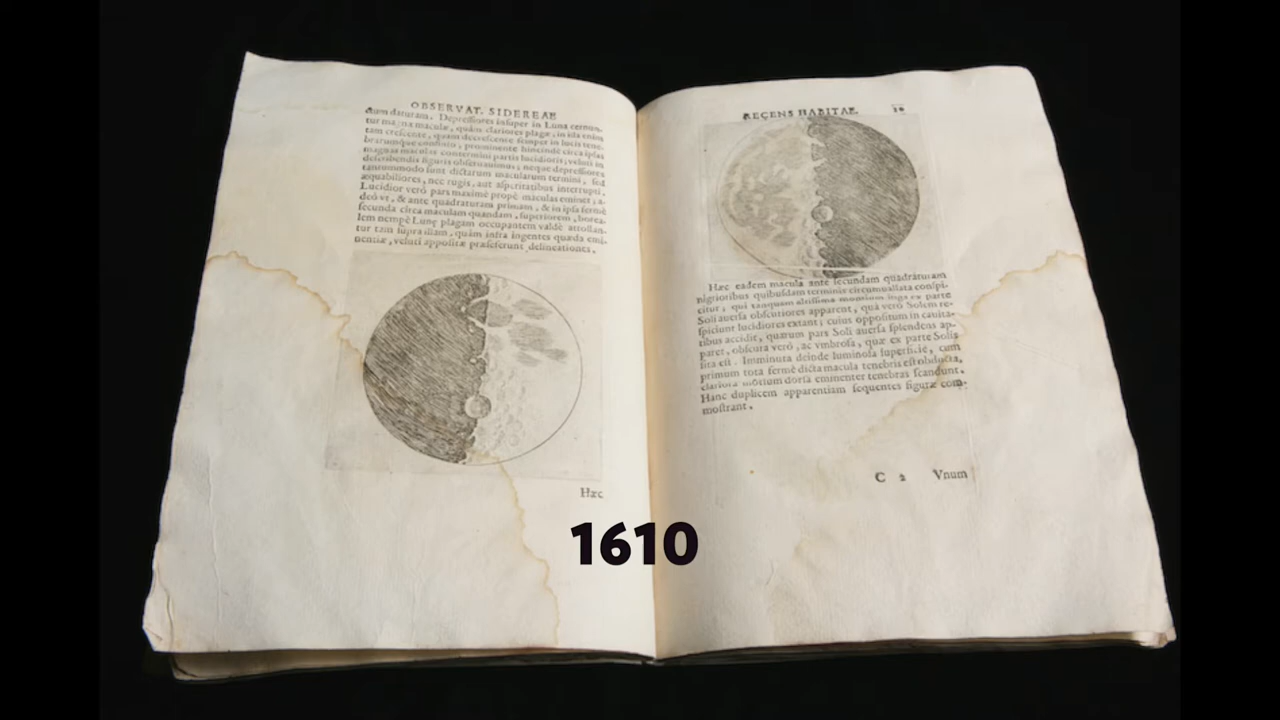 OBSERVAT. SIDEREAE
daturam. Depreſſiores inſuper in Luna cernun-
tur magnæ maculæ, quàm clariores plagæ; in illa enim
tam creſcente, quam decreſcente ſemper in lucis tene-
brarumque confinio, prominente hincindè circa ipſas
magnas maculas contermini partis lucidioris; veluti in
deſcribendis figuris obſeruauimus; neque depreſſiores
tantummodo ſunt dictarum macularum termini, ſed
æquabiliores, nec rugis, aut aſperitatibus interrupti.
Lucidior verò pars maximè propè maculas eminet; a-
deò vt, & ante quadraturam primam, & in ipſa fermè
ſecunda circa maculam quandam, ſuperiorem, borea-
lem nempè Lunæ plagam occupantem valdè attollan-
tur tam ſupra illam, quàm infra ingentes quæda emi-
nentiæ, veluti appoſitæ præſeferunt delineationes.
Hæc
RECENS HABITAE.
Hæc eadem macula ante ſecundam quadraturam
nigrioribus quibuſdam terminis circumuallata conſpi-
citur; qui tanquam altiſſima montium iuga ex parte
Soli auerſa obſcuriores apparent, quà verò Solem re-
ſpiciunt lucidiores extant; cuius oppoſitum in cauita-
tibus accidit, quarum pars Soli auerſa ſplendens ap-
paret, obſcura verò, ac vmbroſa, quæ ex parte Solis
ſita eſt. Imminuta deinde luminoſa ſuperficie, cum
primum tota fermè dicta macula tenebris eſt obducta,
clariora mōtium dorſa eminenter tenebras ſcandunt.
Hanc duplicem apparentiam ſequentes figuræ com-
moſtrant.
C 2 Vnum
1610